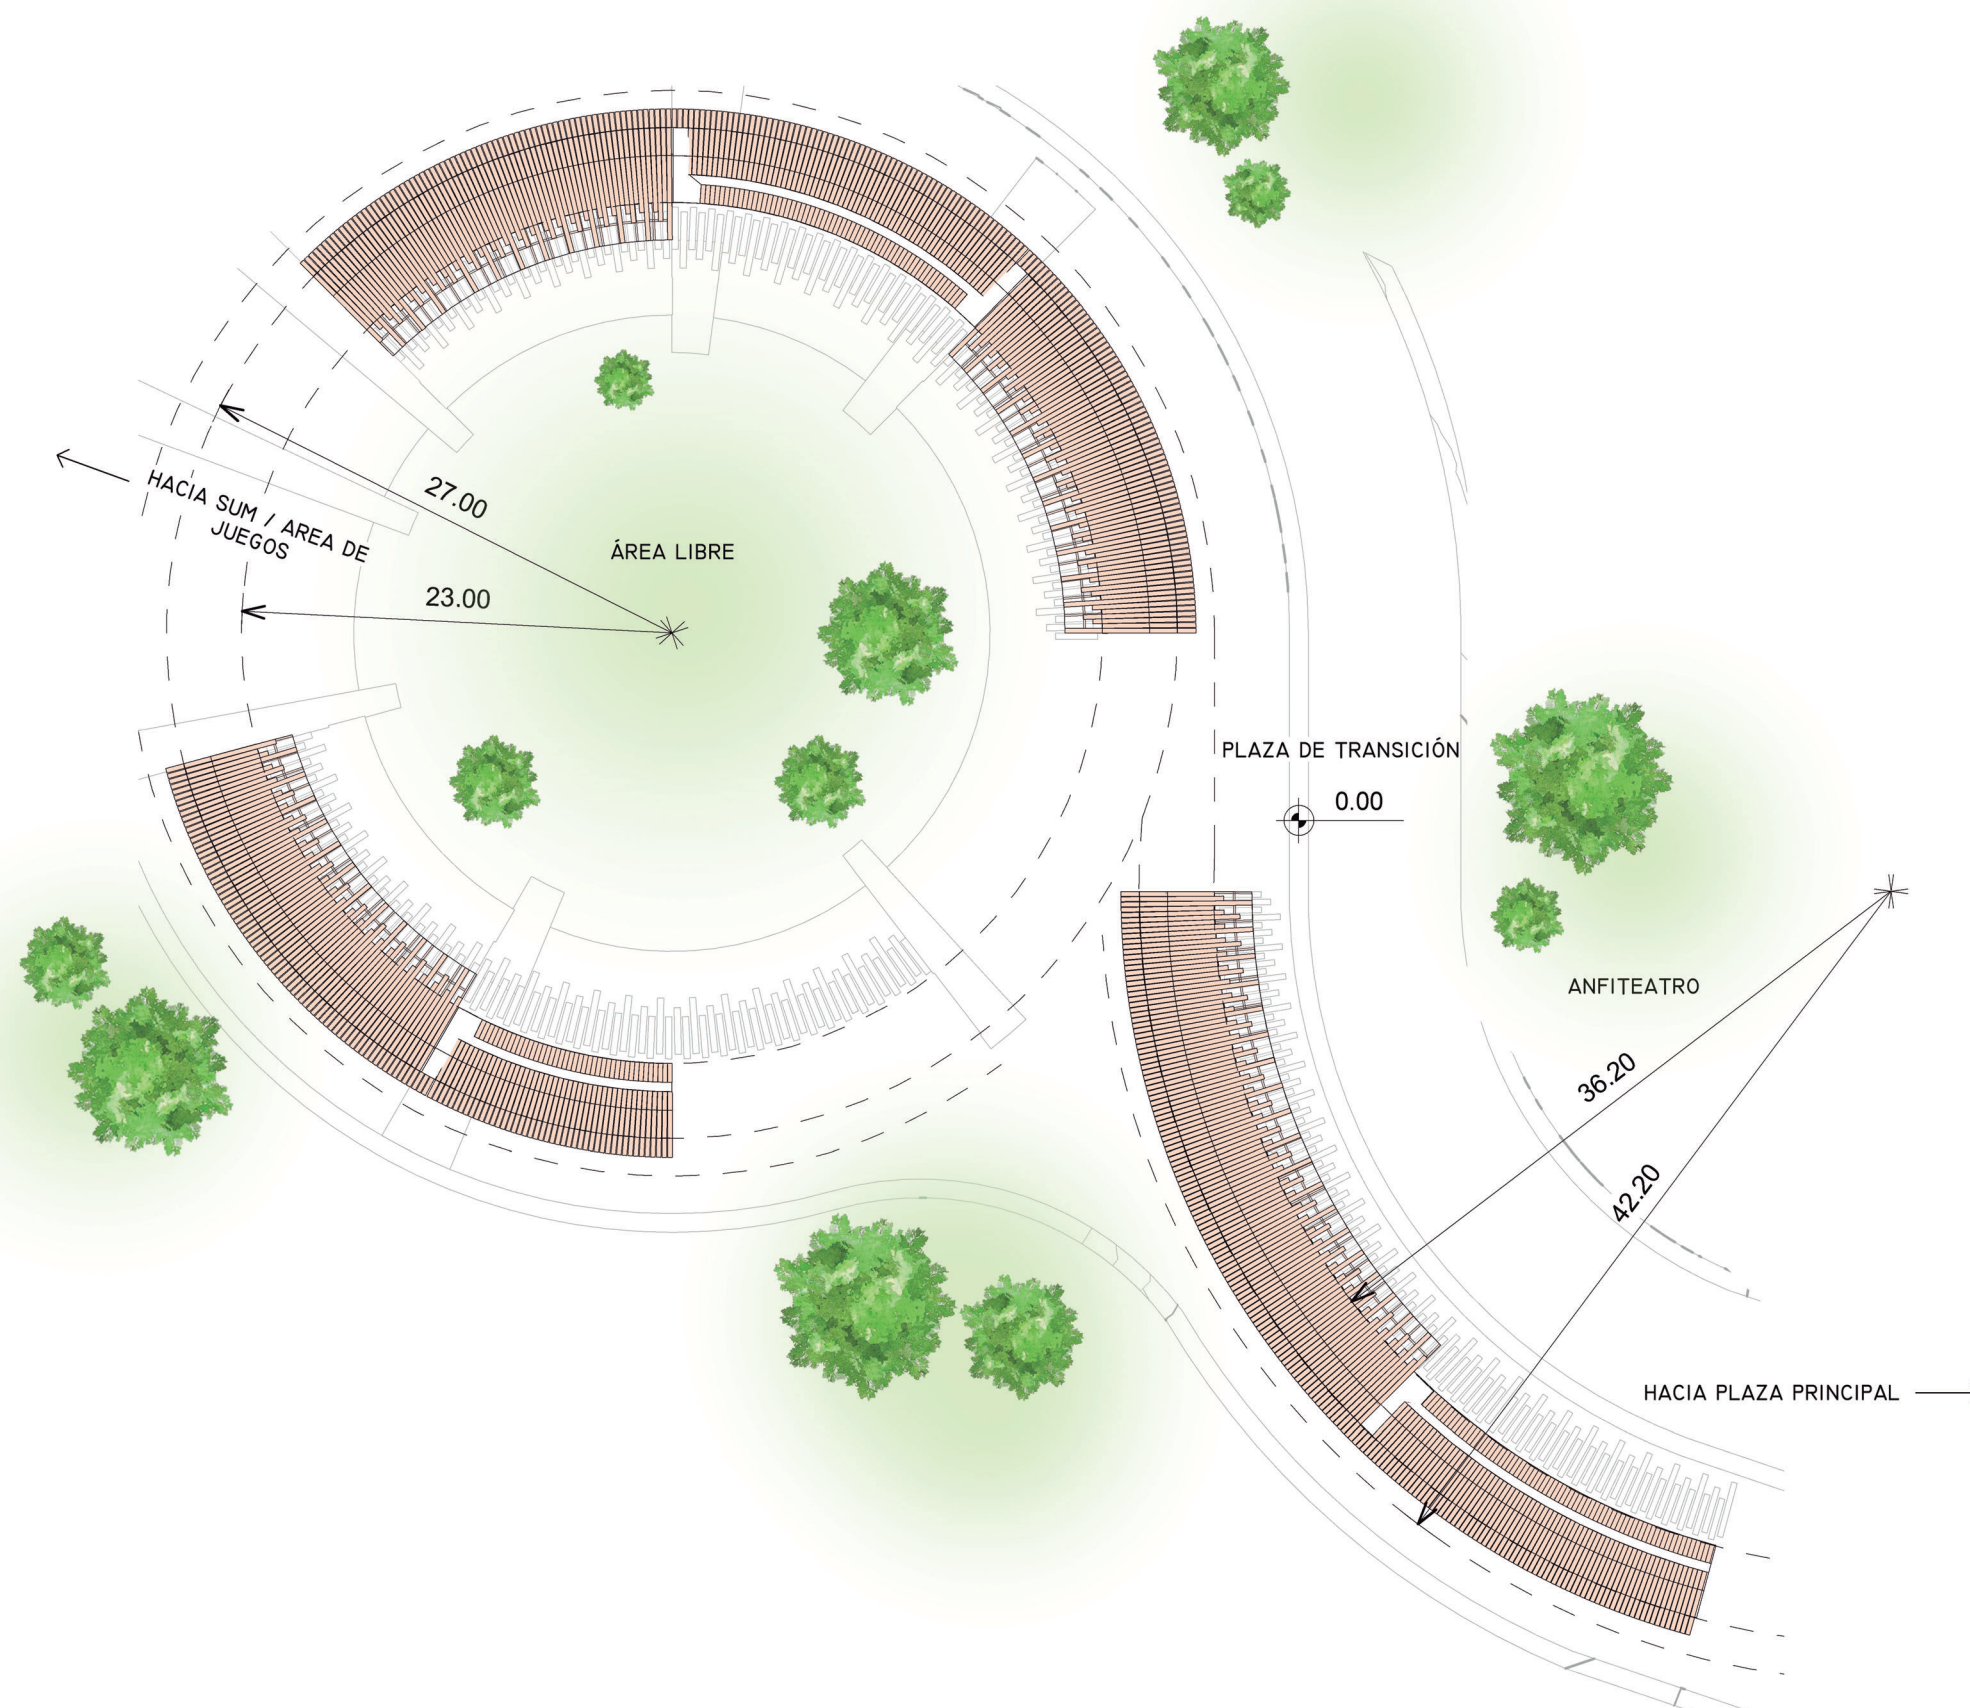 27.00
HACIA SUM / AREA DE
JUEGOS
ÁREA LIBRE
23.00
PLAZA DE TRANSICIÓN
0.00
ANFITEATRO
36.20
42.20
HACIA PLAZA PRINCIPAL